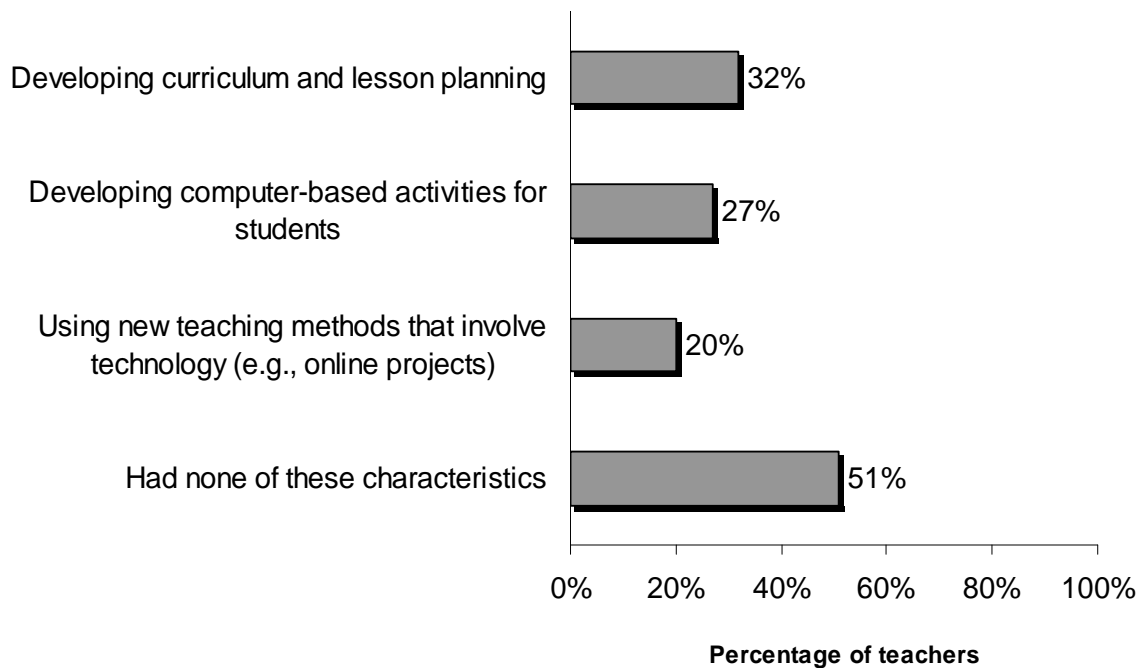 Developing curriculum and lesson planning
32%
Developing computer-based activities for
students
27%
Using new teaching methods that involve
technology (e.g., online projects)
20%
Had none of these characteristics
51%
0% 20% 40% 60% 80% 100%
Percentage of teachers